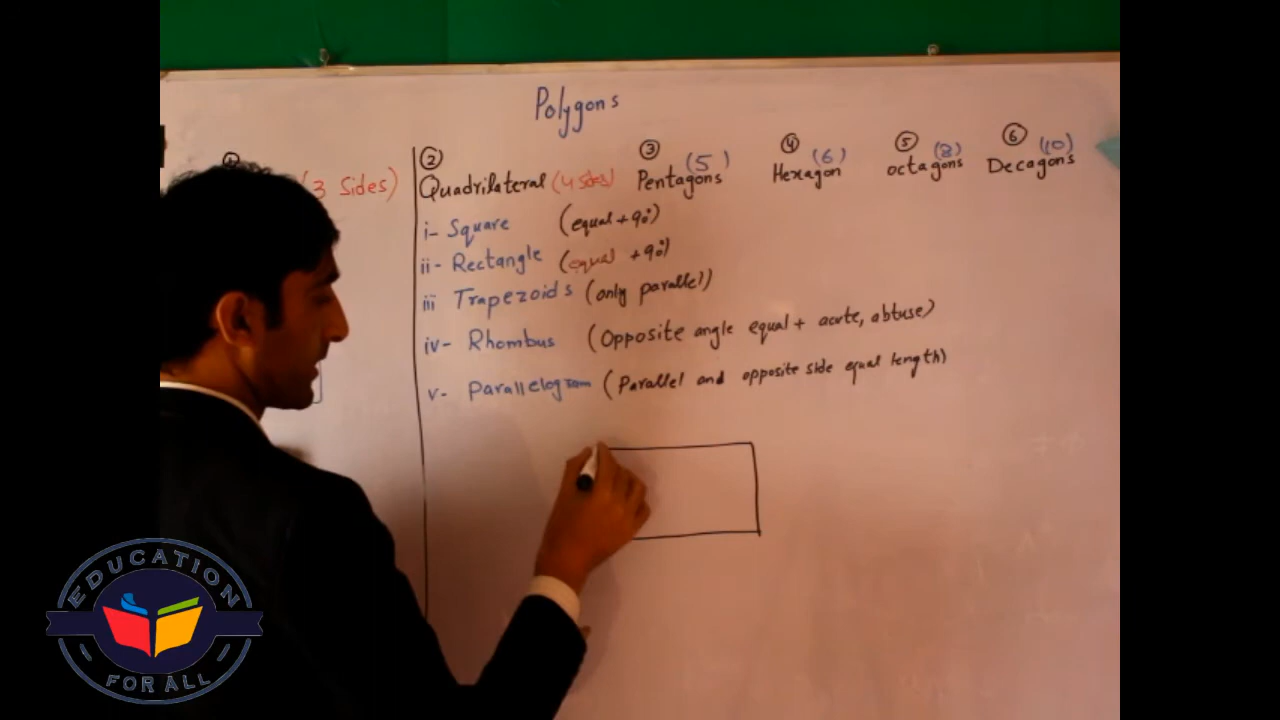 Polygons
① (3 Sides)
② Quadrilateral (4 Sides)
i- Square (equal + 90°)
ii- Rectangle (equal + 90°)
iii Trapezoids (only parallel)
iv- Rhombus (Opposite angle equal + acute, abtuse)
v- Parallelogram (Parallel and opposite side equal length)
③ Pentagons (5)
④ Hexagon (6)
⑤ octagons (8)
⑥ Decagons (10)
EDUCATION
FOR ALL